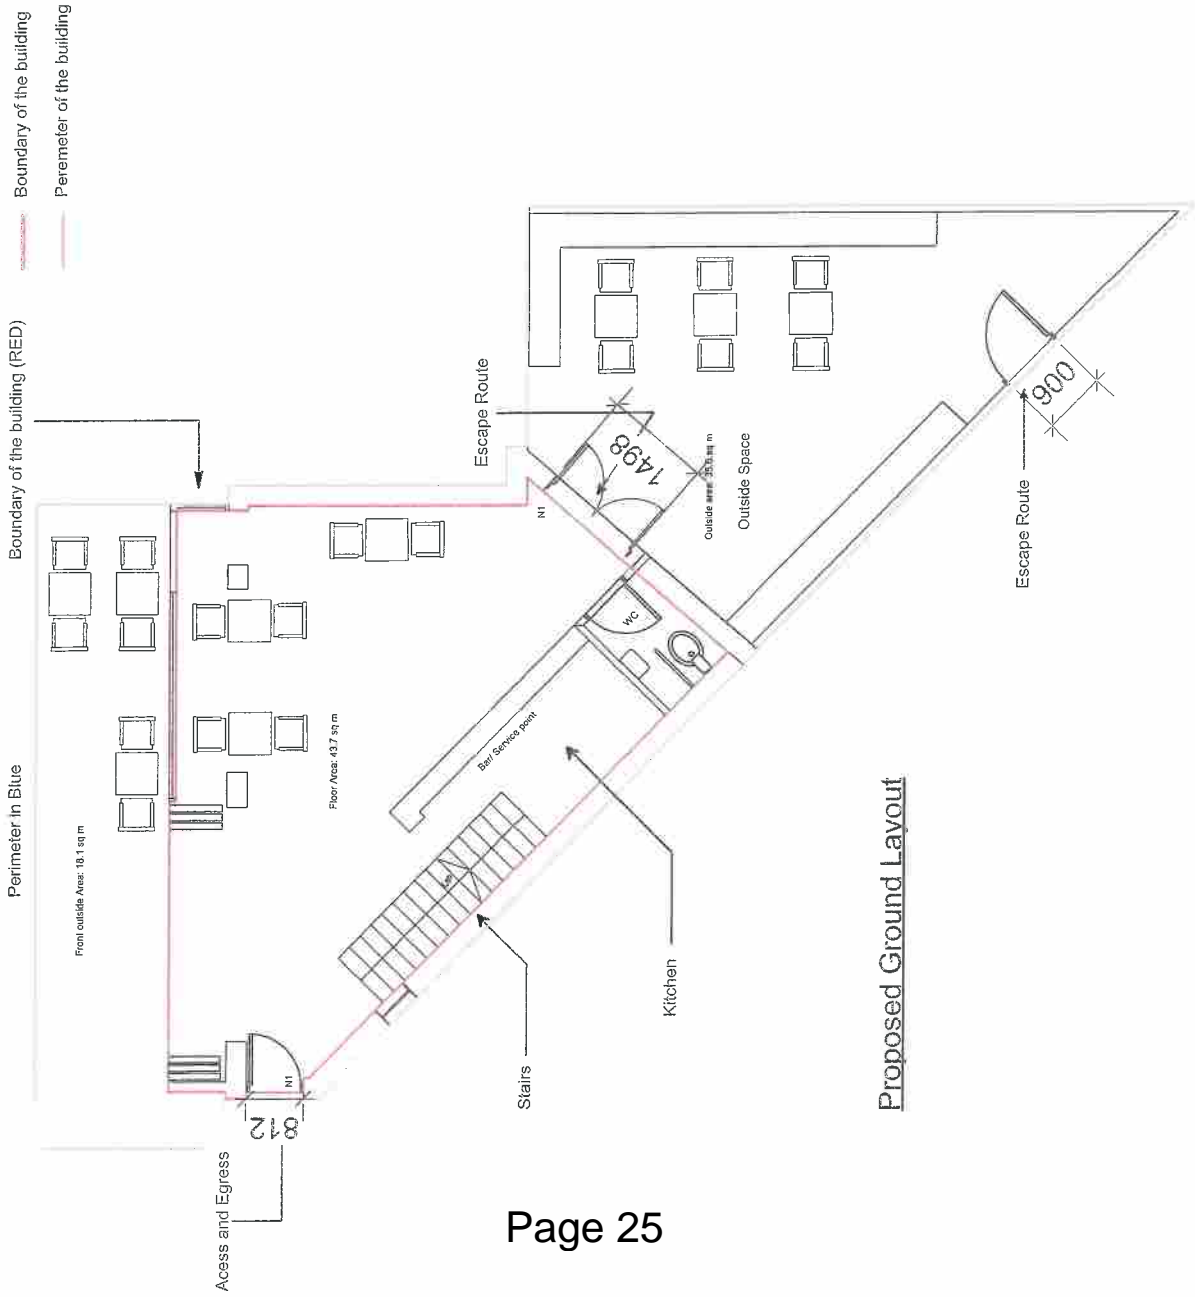 Boundary of the building
Peremeter of the building
Boundary of the building (RED)
Perimeter in Blue
Front outside Area: 18.1 sq m
Floor Area: 43.7 sq m
Escape Route
1498
N1
Outside Space
WC
Bar/ Service point
900
Escape Route
Kitchen
Stairs
N1
812
Acess and Egress
Proposed Ground Layout
Page 25